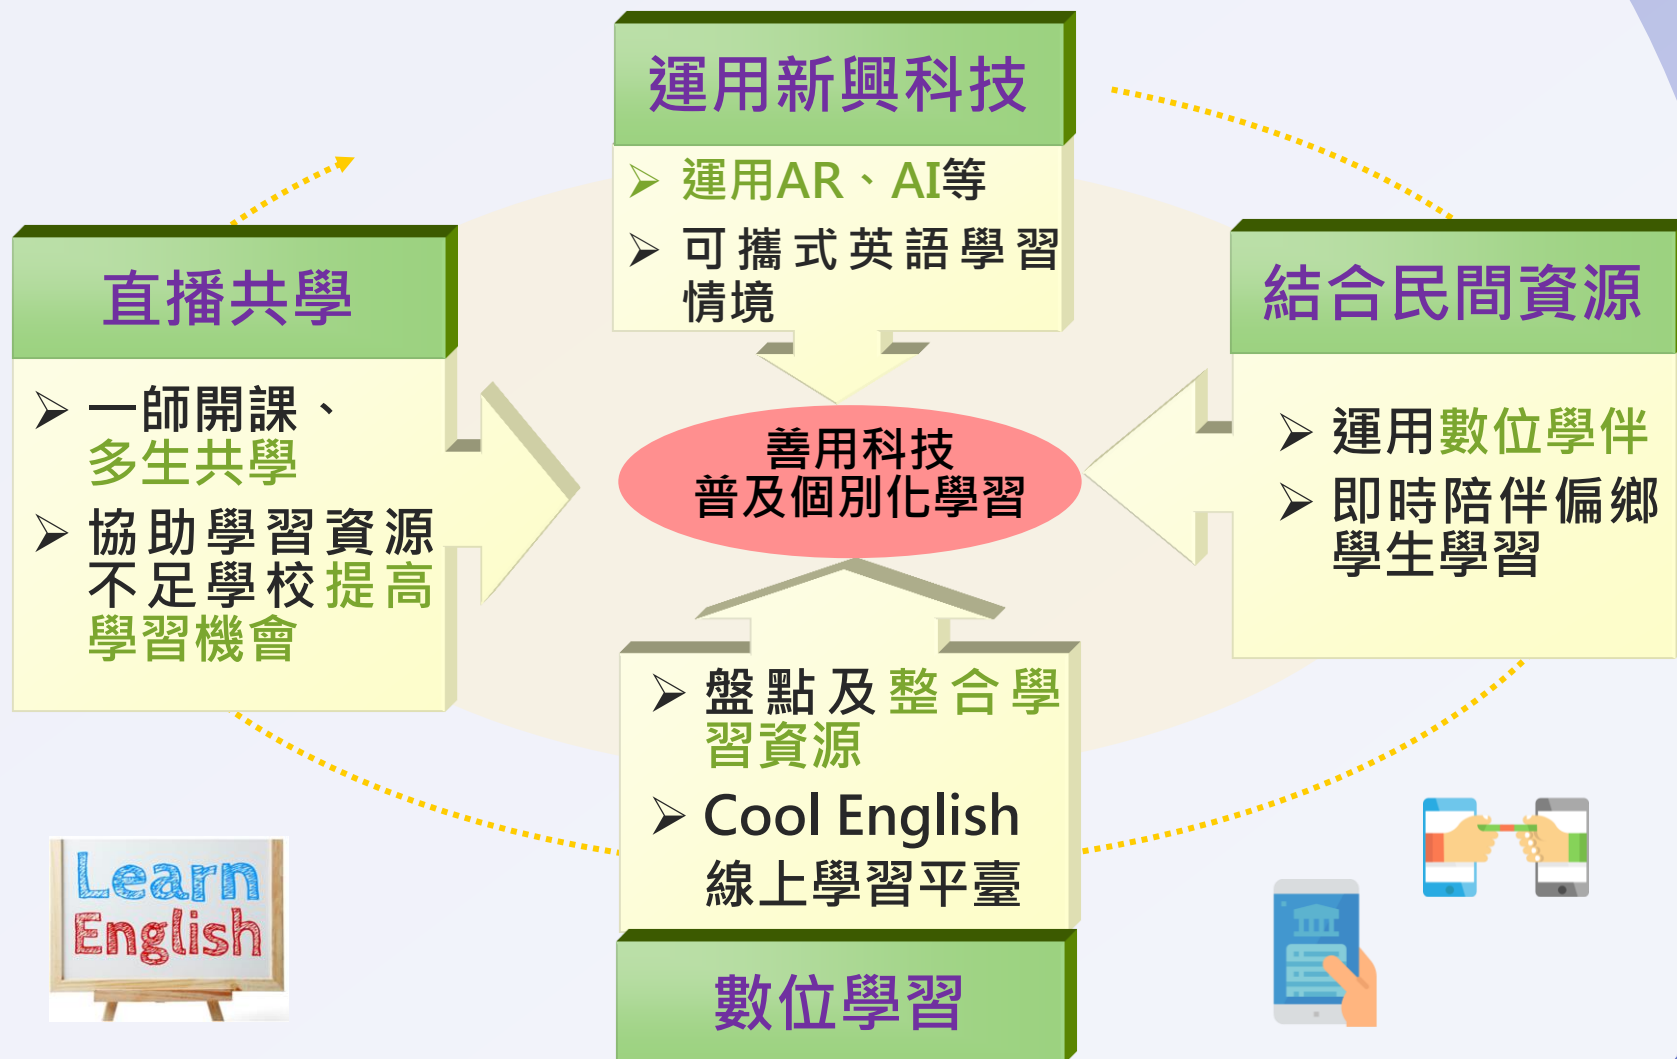 運用新興科技
運用AR、AI等
可攜式英語學習
情境
直播共學
一師開課、
多生共學
協助學習資源
不足學校提高
學習機會
結合民間資源
運用數位學伴
即時陪伴偏鄉
學生學習
善用科技
普及個別化學習
盤點及整合學
習資源
Cool English
線上學習平臺
數位學習
Learn
English